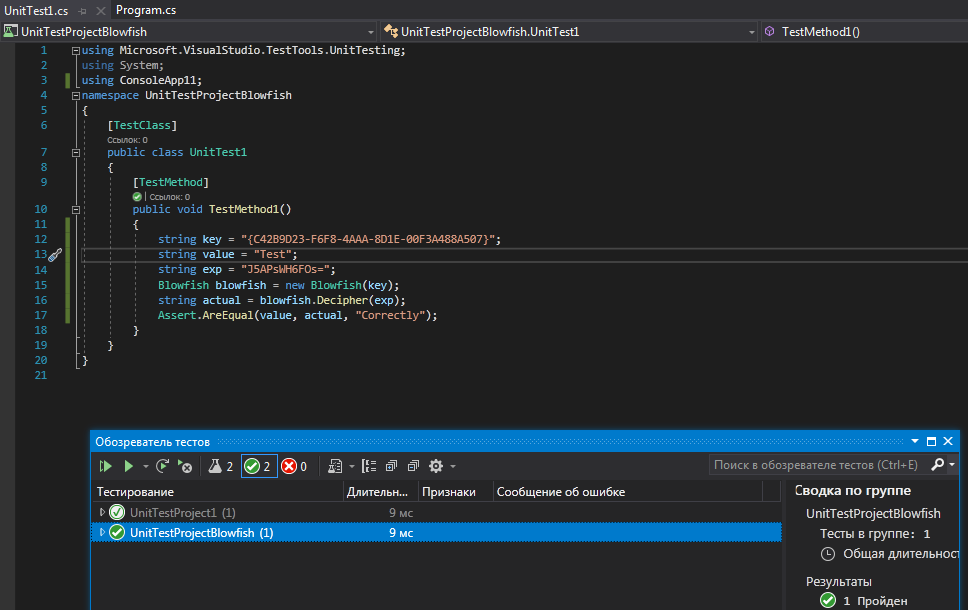 UnitTest1.cs Program.cs
UnitTestProjectBlowfish UnitTestProjectBlowfish.UnitTest1 TestMethod1()
1 using Microsoft.VisualStudio.TestTools.UnitTesting;
2 using System;
3 using ConsoleApp11;
4 namespace UnitTestProjectBlowfish
5 {
6 [TestClass]
Ссылок: 0
7 public class UnitTest1
8 {
9 [TestMethod]
| Ссылок: 0
10 public void TestMethod1()
11 {
12 string key = "{C42B9D23-F6F8-4AAA-8D1E-00F3A488A507}";
13 string value = "Test";
14 string exp = "J5APsWH6FOs=";
15 Blowfish blowfish = new Blowfish(key);
16 string actual = blowfish.Decipher(exp);
17 Assert.AreEqual(value, actual, "Correctly");
18 }
19 }
20 }
21
Обозреватель тестов
2 2 0 Поиск в обозревателе тестов (Ctrl+E)
Тестирование Длительн... Признаки Сообщение об ошибке
UnitTestProject1 (1) 9 мс
UnitTestProjectBlowfish (1) 9 мс
Сводка по группе
UnitTestProjectBlowfish
Тесты в группе: 1
Общая длительност
Результаты
1 Пройден